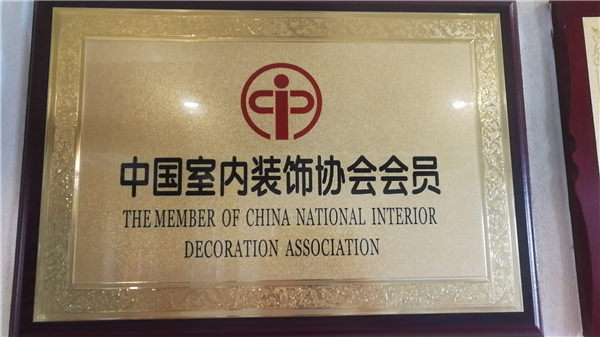 中国室内装饰协会会员
THE MEMBER OF CHINA NATIONAL INTERIOR
DECORATION ASSOCIATION